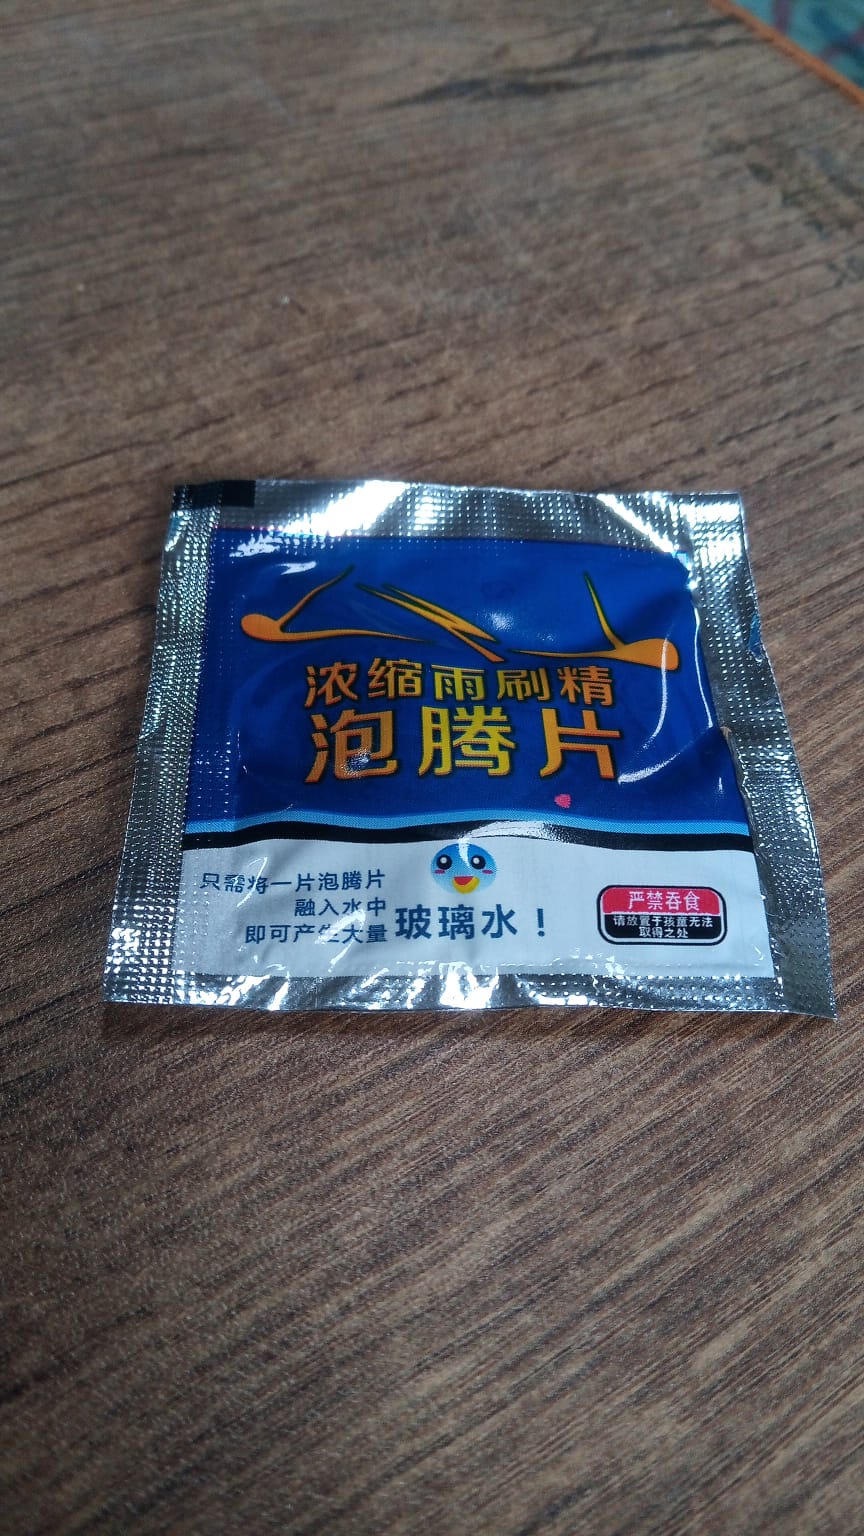 浓缩雨刷精
泡腾片
只需将一片泡腾片
融入水中
即可产生大量玻璃水！
严禁吞食
请放置于孩童无法
取得之处